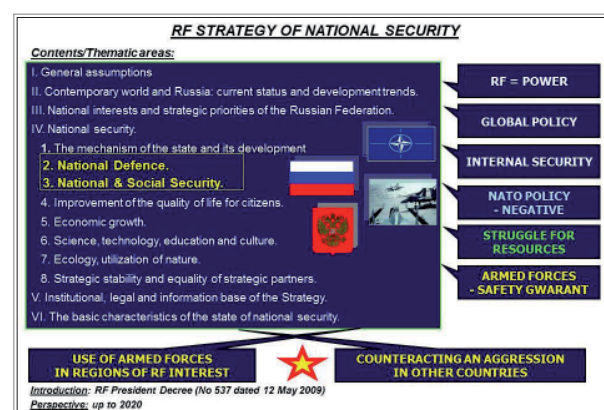 RF STRATEGY OF NATIONAL SECURITY
Contents/Thematic areas:
I. General assumptions
II. Contemporary world and Russia: current status and development trends.
III. National interests and strategic priorities of the Russian Federation.
IV. National security.
1. The mechanism of the state and its development
2. National Defence.
3. National & Social Security.
4. Improvement of the quality of life for citizens.
5. Economic growth.
6. Science, technology, education and culture.
7. Ecology, utilization of nature.
8. Strategic stability and equality of strategic partners.
V. Institutional, legal and information base of the Strategy.
VI. The basic characteristics of the state of national security.
RF = POWER
GLOBAL POLICY
INTERNAL SECURITY
NATO POLICY
- NEGATIVE
STRUGGLE FOR
RESOURCES
ARMED FORCES
- SAFETY GWARANT
USE OF ARMED FORCES
IN REGIONS OF RF INTEREST
COUNTERACTING AN AGGRESSION
IN OTHER COUNTRIES
Introduction: RF President Decree (No 537 dated 12 May 2009)
Perspective: up to 2020